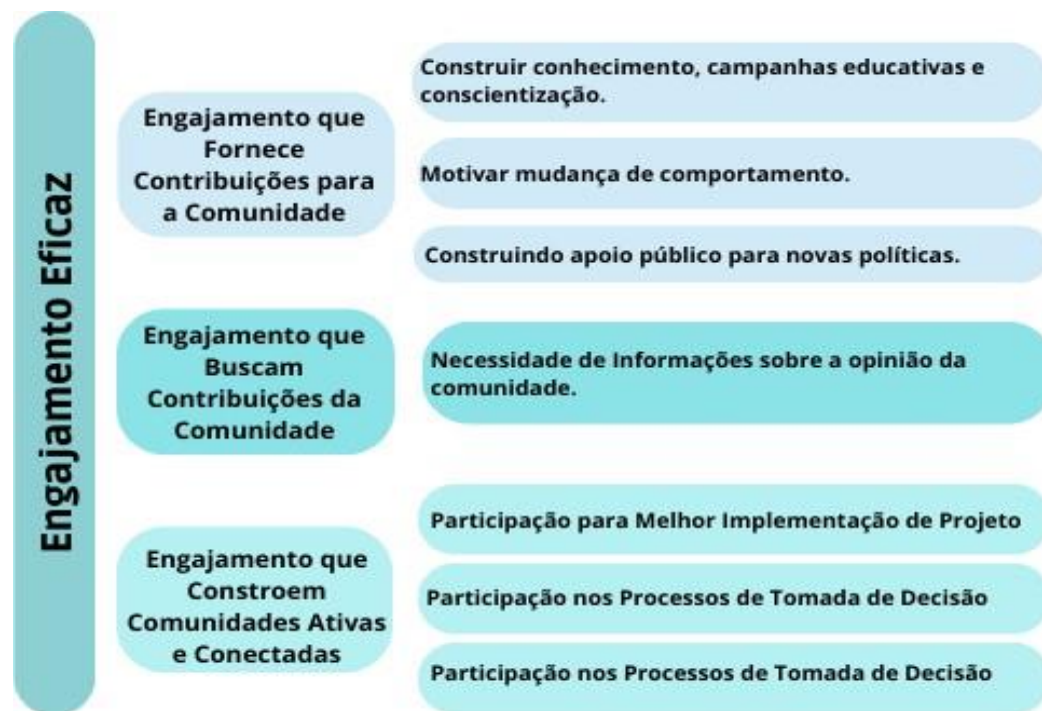 Engajamento Eficaz
Engajamento que
Fornece
Contribuições para
a Comunidade
Construir conhecimento, campanhas educativas e
conscientização.
Motivar mudança de comportamento.
Construindo apoio público para novas políticas.
Engajamento que
Buscam
Contribuições da
Comunidade
Necessidade de Informações sobre a opinião da
comunidade.
Engajamento que
Constroem
Comunidades Ativas
e Conectadas
Participação para Melhor Implementação de Projeto
Participação nos Processos de Tomada de Decisão
Participação nos Processos de Tomada de Decisão